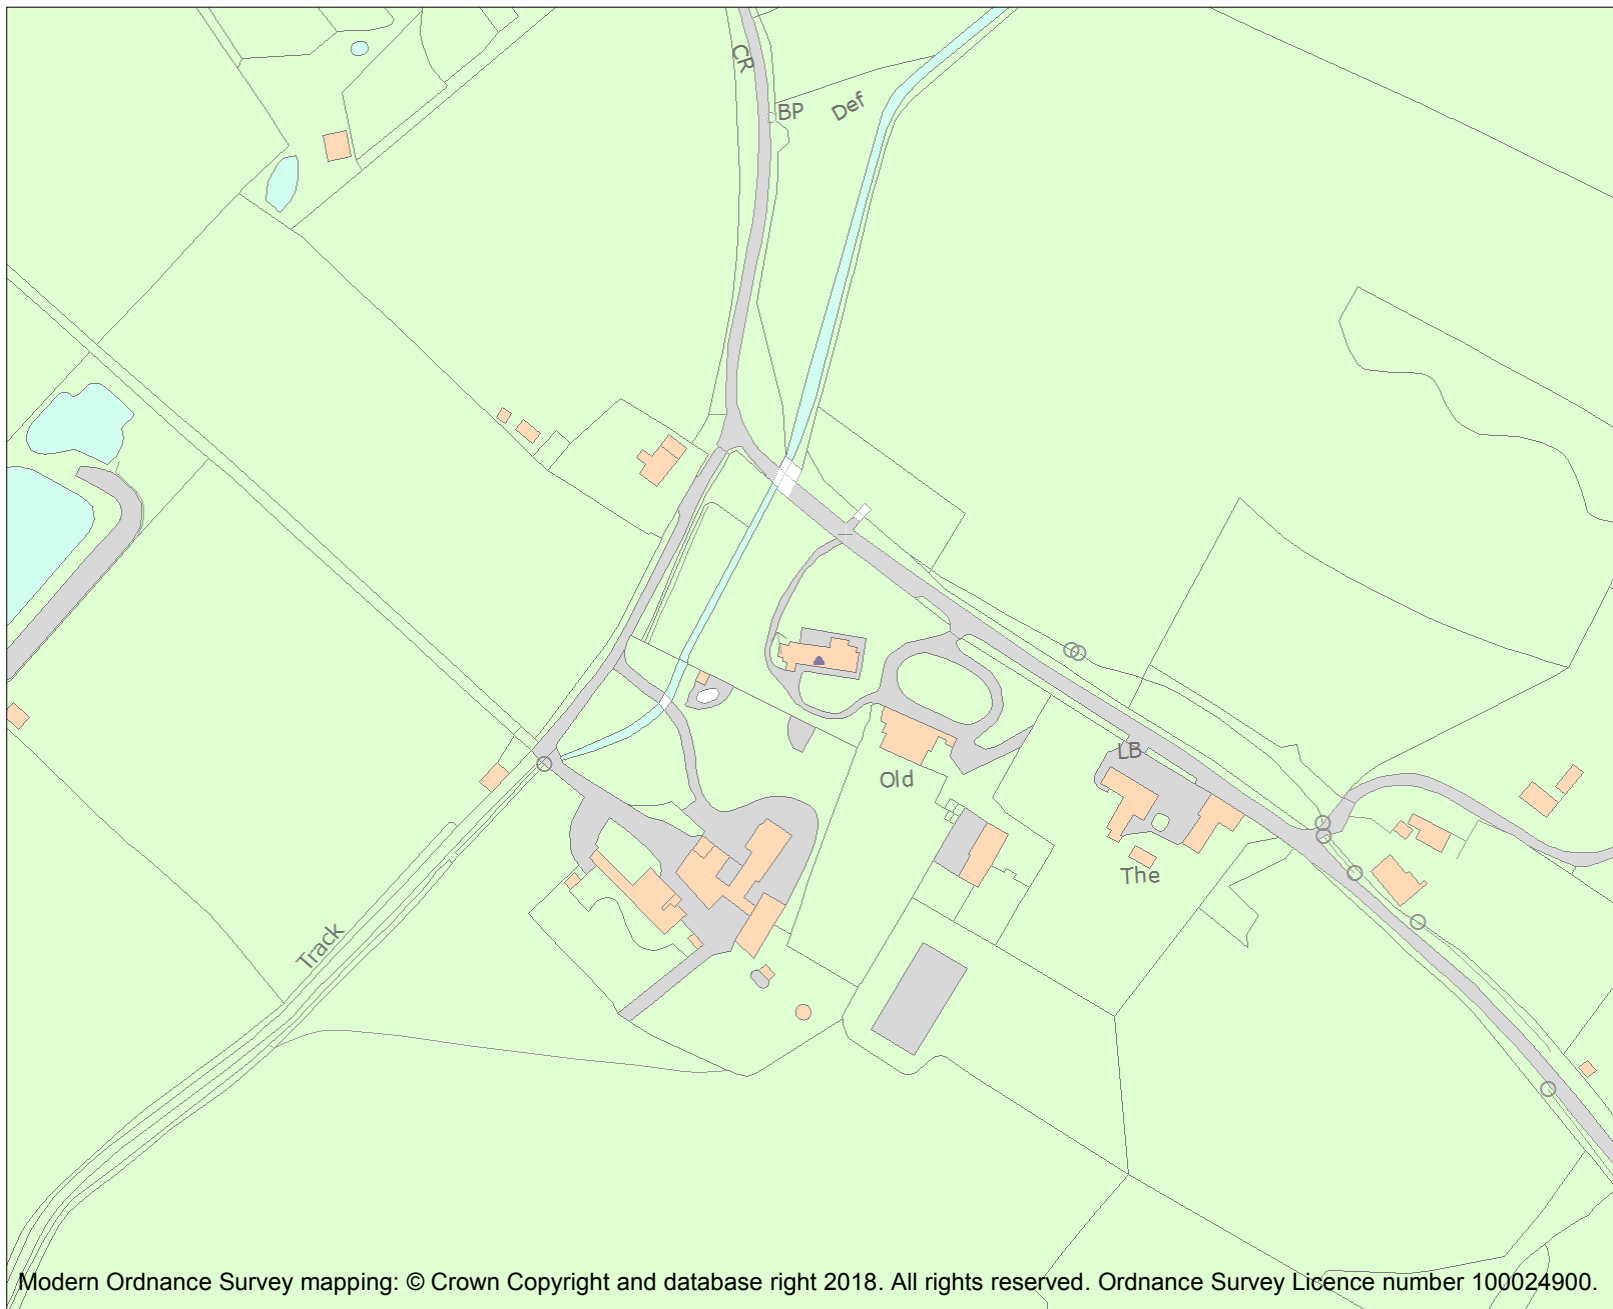 CR
BP
Def
Old
LB
The
Track
Modern Ordnance Survey mapping: © Crown Copyright and database right 2018. All rights reserved. Ordnance Survey Licence number 100024900.